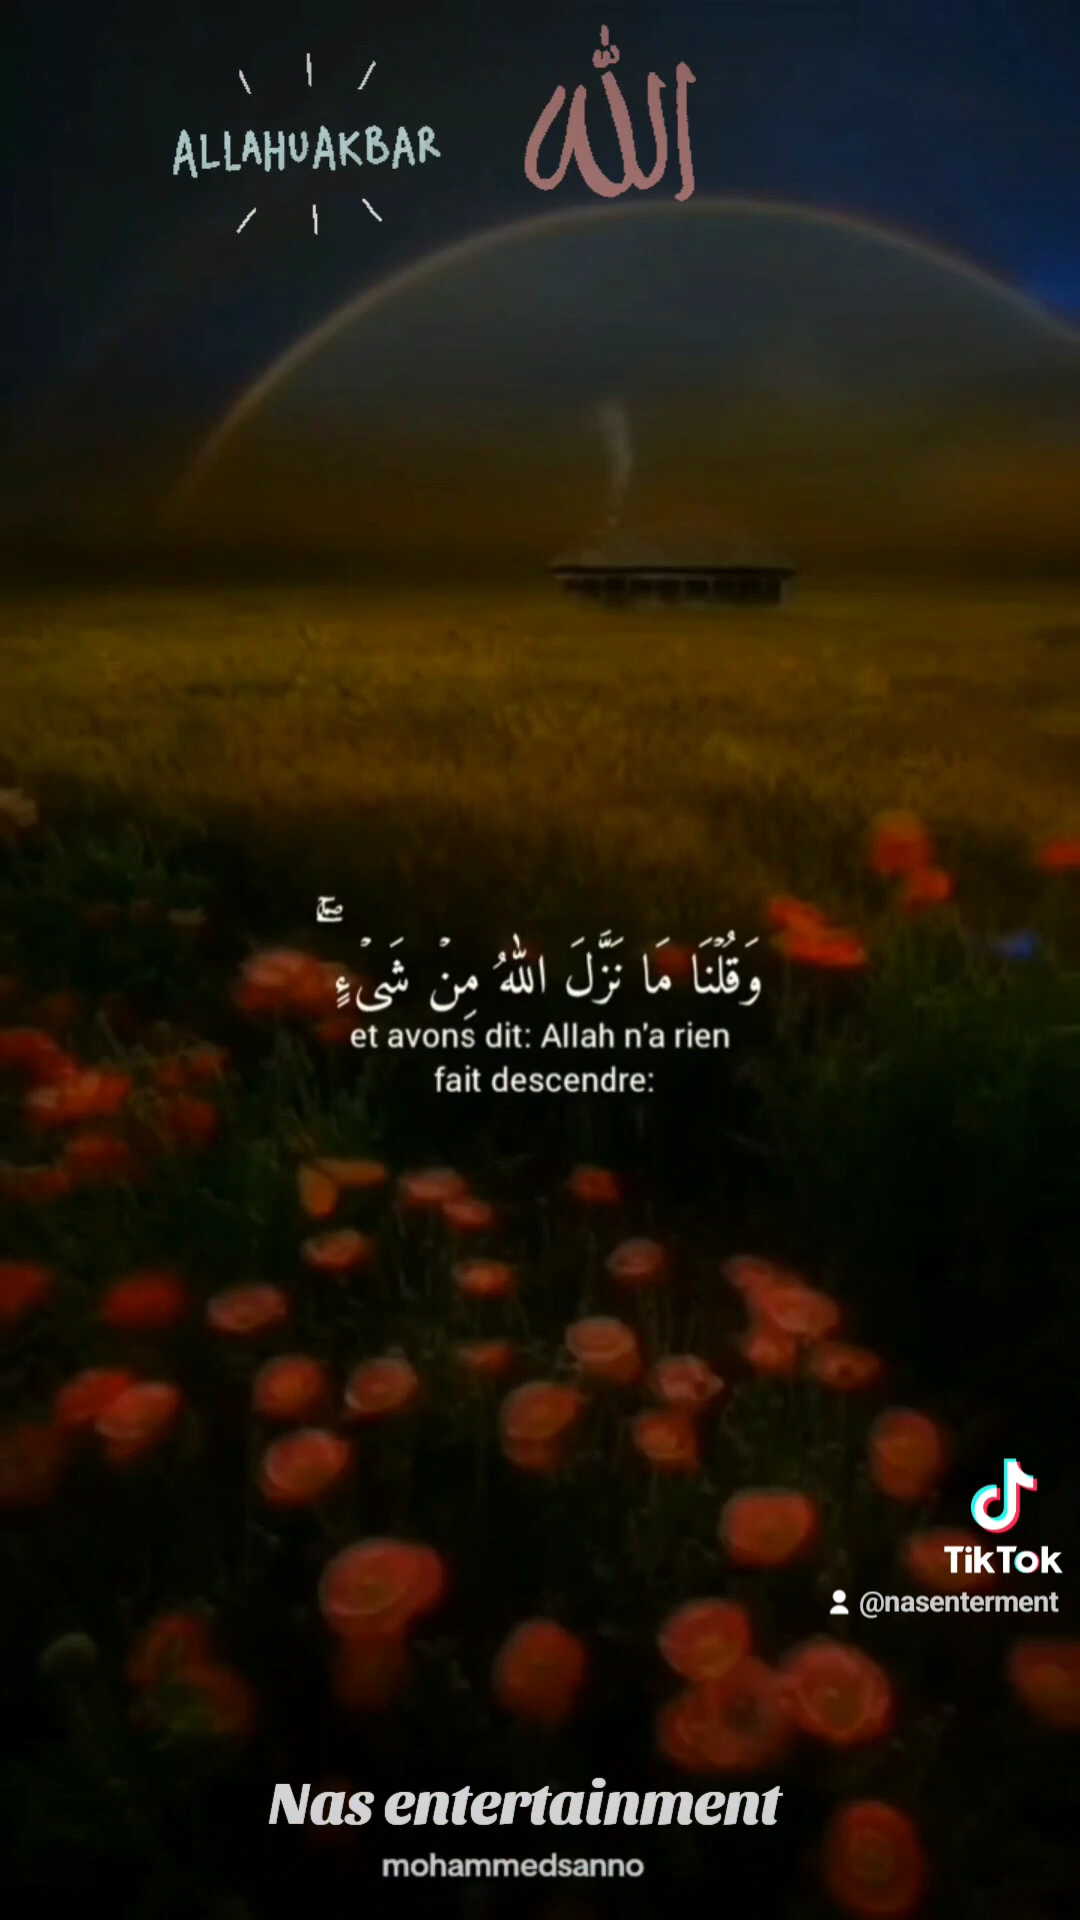 ALLAHUAKBAR
الله
وَقُلْنَا مَا نَزَّلَ اللَّهُ مِنْ شَىْءٍ ۖ
et avons dit: Allah n'a rien
fait descendre:
TikTok
@nasenterment
Nas entertainment
mohammedsanno